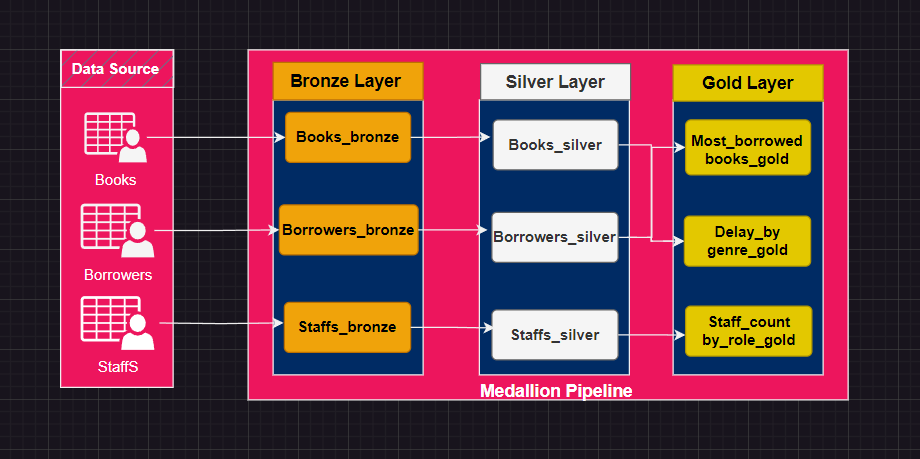 Data Source
Books
Borrowers
StaffS
Bronze Layer
Books_bronze
Borrowers_bronze
Staffs_bronze
Silver Layer
Books_silver
Borrowers_silver
Staffs_silver
Gold Layer
Most_borrowed
books_gold
Delay_by
genre_gold
Staff_count
by_role_gold
Medallion Pipeline